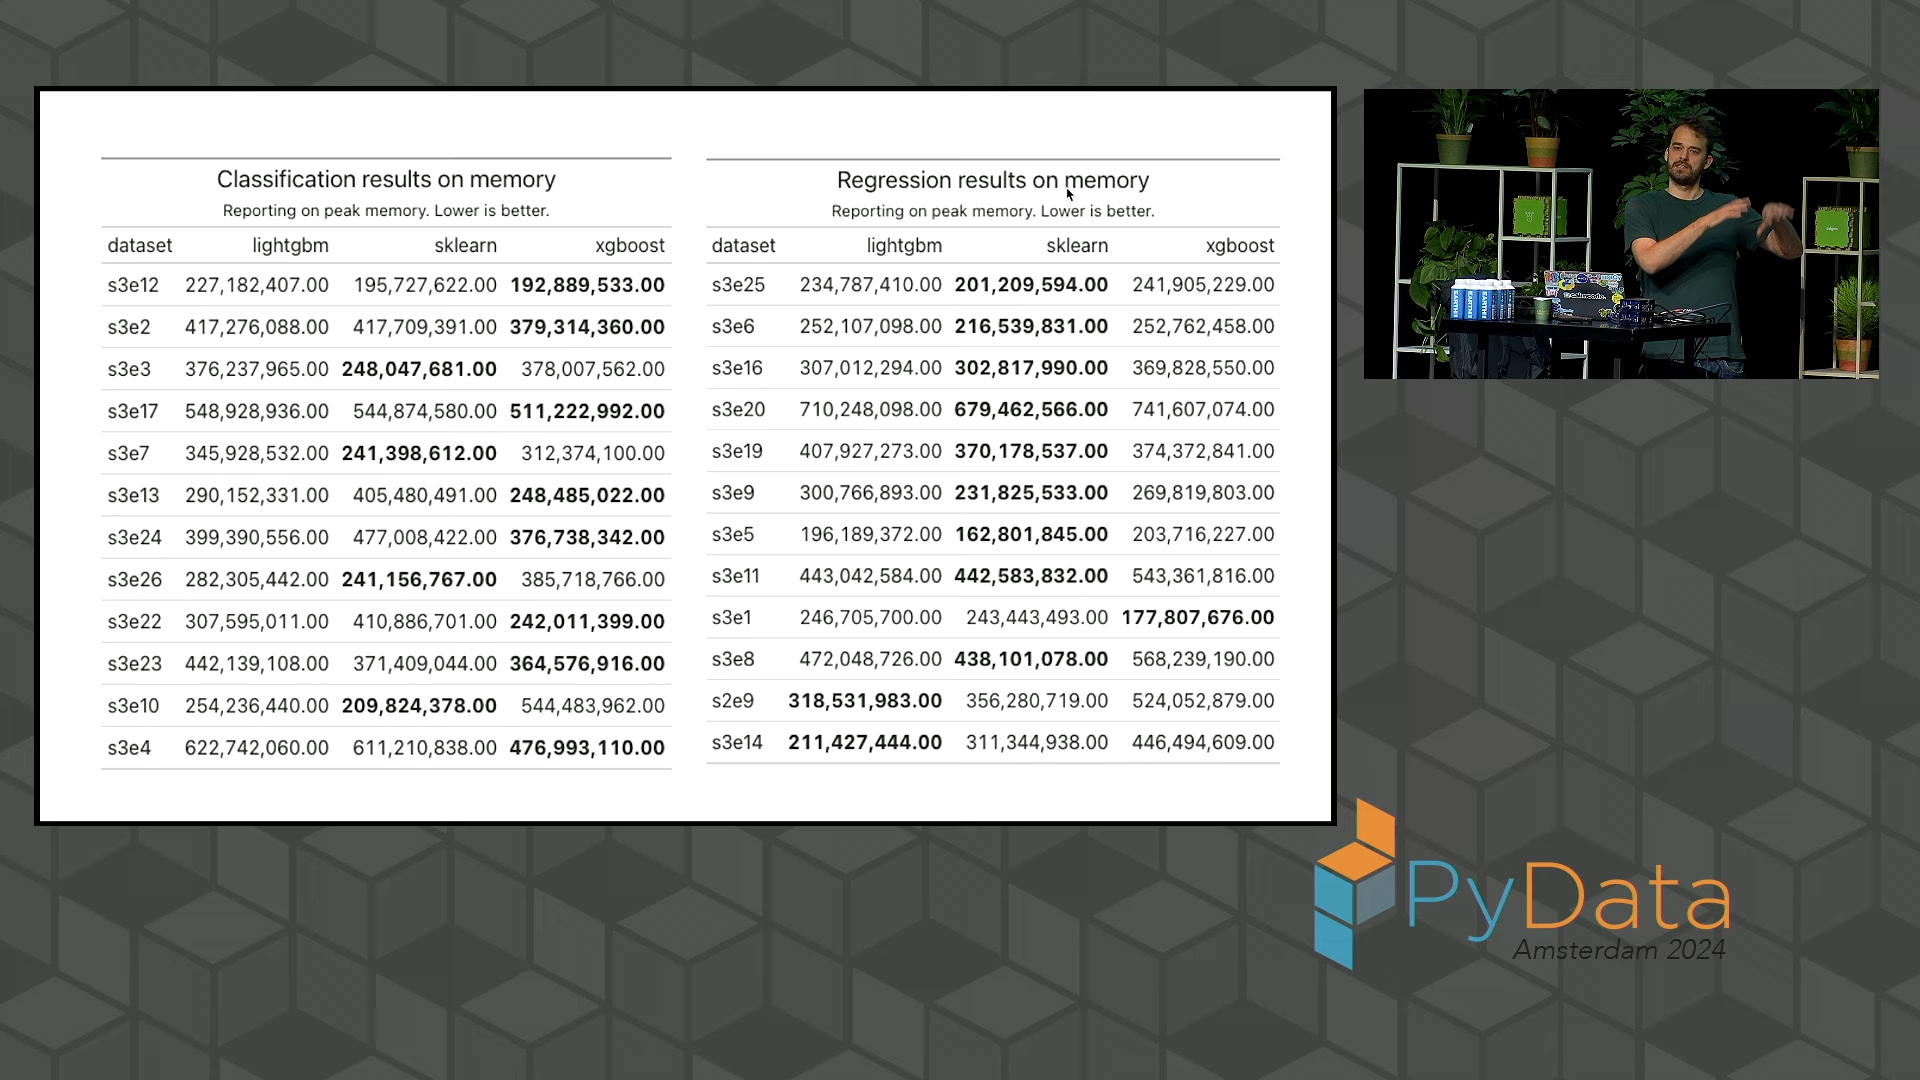 Classification results on memory
Reporting on peak memory. Lower is better.
dataset lightgbm sklearn xgboost
s3e12 227,182,407.00 195,727,622.00 192,889,533.00
s3e2 417,276,088.00 417,709,391.00 379,314,360.00
s3e3 376,237,965.00 248,047,681.00 378,007,562.00
s3e17 548,928,936.00 544,874,580.00 511,222,992.00
s3e7 345,928,532.00 241,398,612.00 312,374,100.00
s3e13 290,152,331.00 405,480,491.00 248,485,022.00
s3e24 399,390,556.00 477,008,422.00 376,738,342.00
s3e26 282,305,442.00 241,156,767.00 385,718,766.00
s3e22 307,595,011.00 410,886,701.00 242,011,399.00
s3e23 442,139,108.00 371,409,044.00 364,576,916.00
s3e10 254,236,440.00 209,824,378.00 544,483,962.00
s3e4 622,742,060.00 611,210,838.00 476,993,110.00
Regression results on memory
Reporting on peak memory. Lower is better.
dataset lightgbm sklearn xgboost
s3e25 234,787,410.00 201,209,594.00 241,905,229.00
s3e6 252,107,098.00 216,539,831.00 252,762,458.00
s3e16 307,012,294.00 302,817,990.00 369,828,550.00
s3e20 710,248,098.00 679,462,566.00 741,607,074.00
s3e19 407,927,273.00 370,178,537.00 374,372,841.00
s3e9 300,766,893.00 231,825,533.00 269,819,803.00
s3e5 196,189,372.00 162,801,845.00 203,716,227.00
s3e11 443,042,584.00 442,583,832.00 543,361,816.00
s3e1 246,705,700.00 243,443,493.00 177,807,676.00
s3e8 472,048,726.00 438,101,078.00 568,239,190.00
s2e9 318,531,983.00 356,280,719.00 524,052,879.00
s3e14 211,427,444.00 311,344,938.00 446,494,609.00
EARTH EARTH EARTH
calmcode.
PyData
Amsterdam 2024